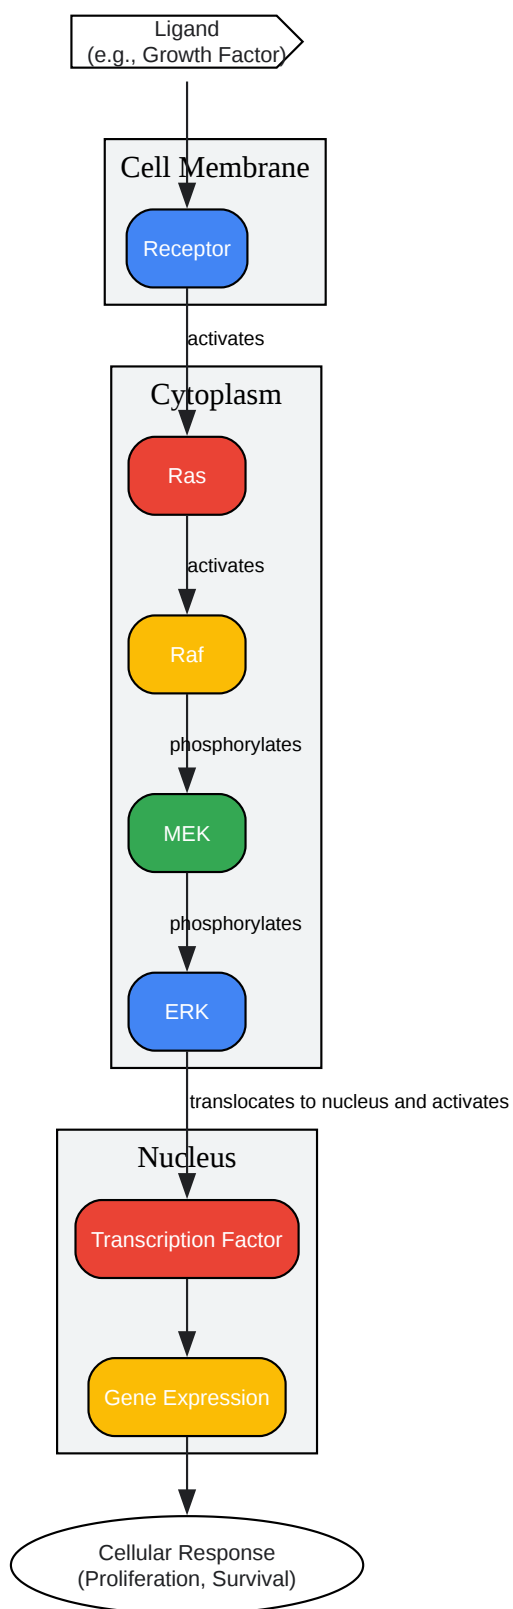 Ligand
(e.g., Growth Factor)
Cell Membrane
Receptor
activates
Cytoplasm
Ras
activates
Raf
phosphorylates
MEK
phosphorylates
ERK
translocates to nucleus and activates
Nucleus
Transcription Factor
Gene Expression
Cellular Response
(Proliferation, Survival)